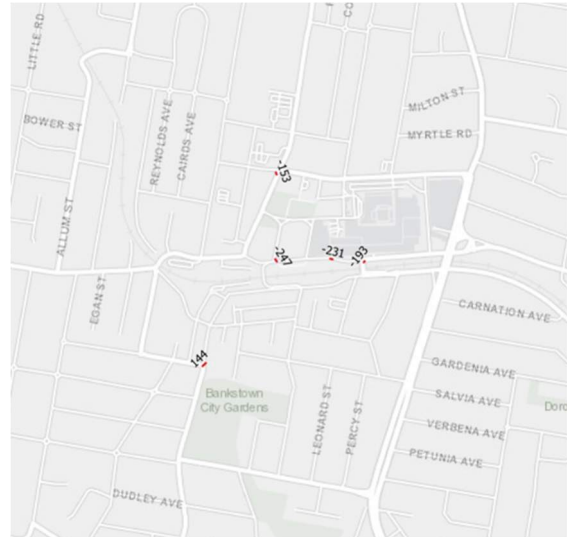 LITTLE RD
CO
BOWER ST
REYNOLDS AVE
CAIRDS AVE
MILTON ST
MYRTLE RD
-153
ALLUM ST
-247
-231
-193
EGAN ST
CARNATION AVE
144
GARDENIA AVE
Bankstown
City Gardens
LEONARD ST
PERCY ST
SALVIA AVE
Doro
VERBENA AVE
PETUNIA AVE
DUDLEY AVE